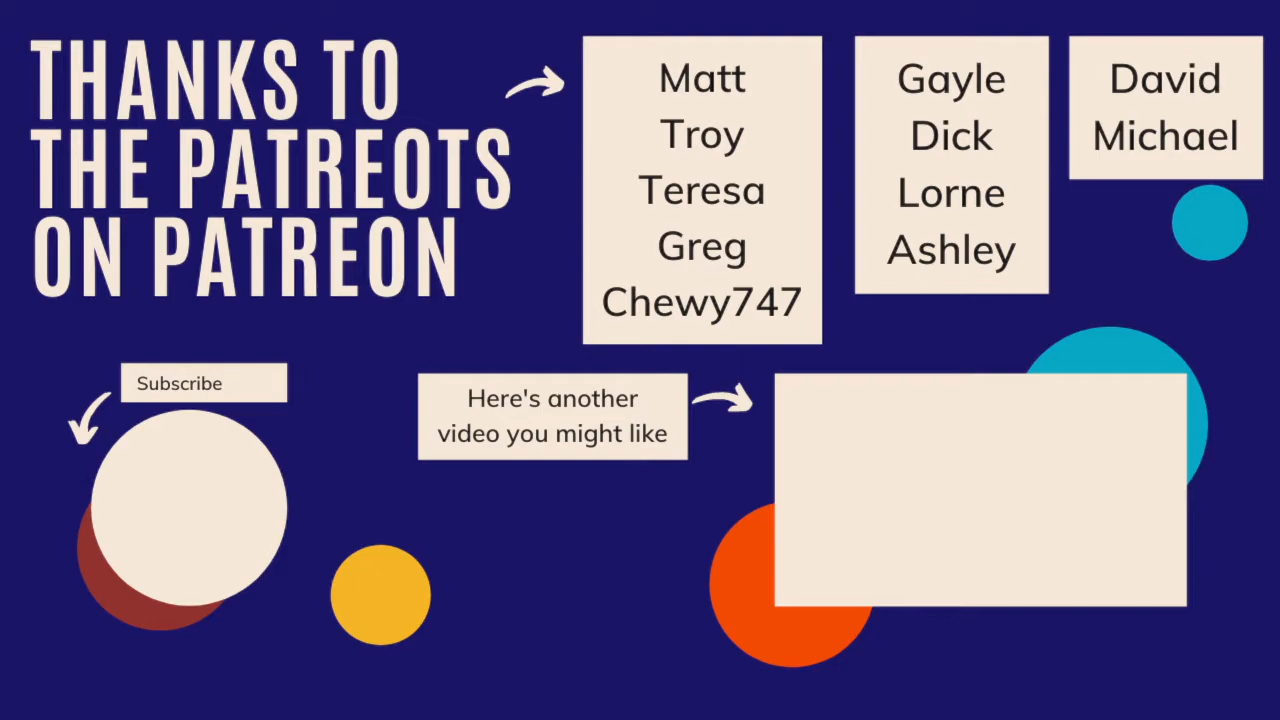 THANKS TO
THE PATREOTS
ON PATREON
Matt
Troy
Teresa
Greg
Chewy747
Gayle
Dick
Lorne
Ashley
David
Michael
Subscribe
Here's another
video you might like